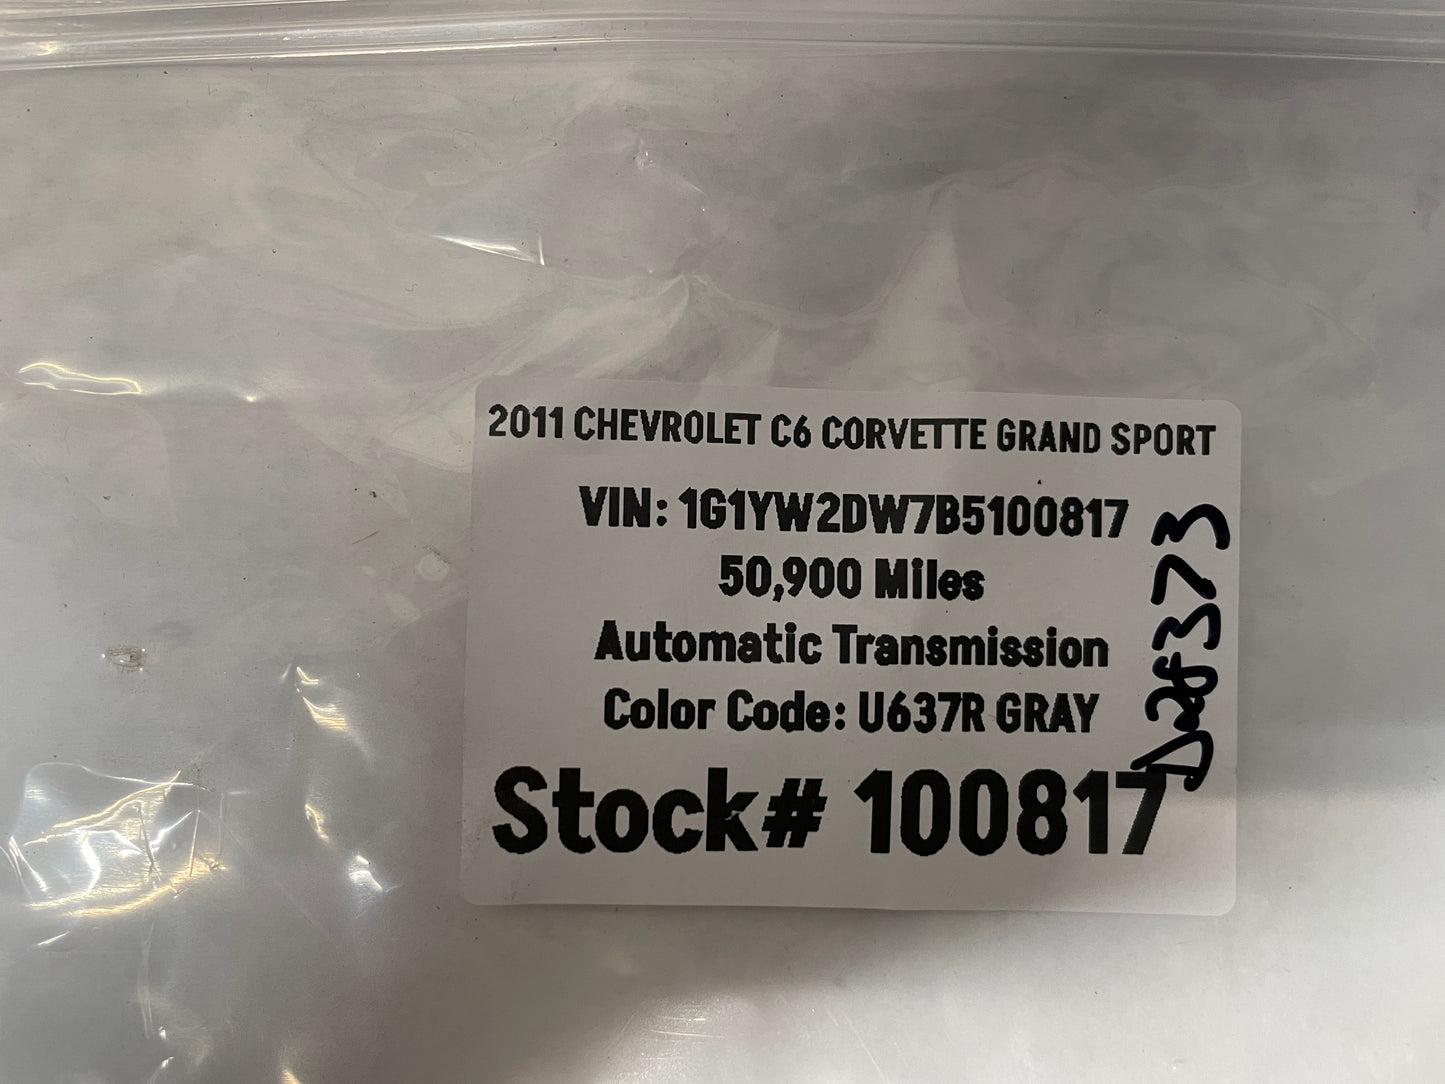 2011 CHEVROLET C6 CORVETTE GRAND SPORT
VIN: 1G1YW2DW7B5100817
50,900 Miles
Automatic Transmission
Color Code: U637R GRAY
Stock# 100817